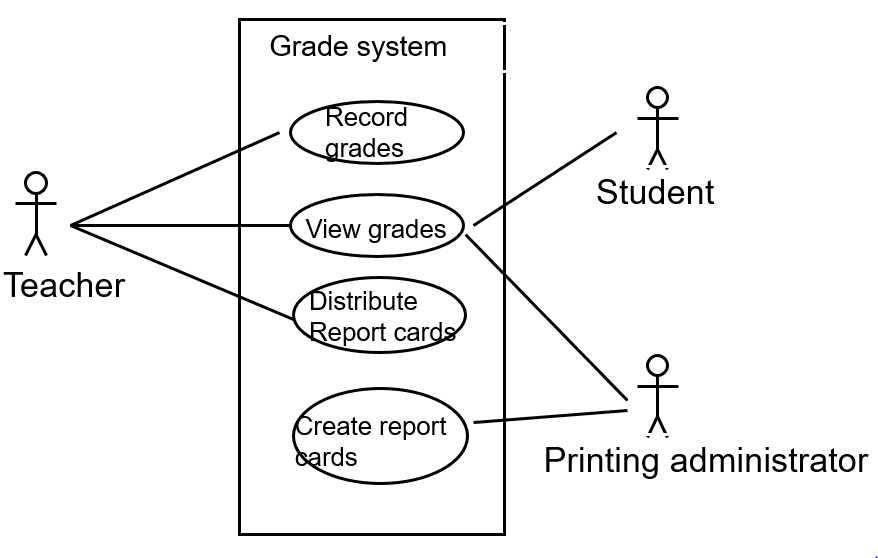 Grade system
Record
grades
View grades
Distribute
Report cards
Create report
cards
Teacher
Student
Printing administrator